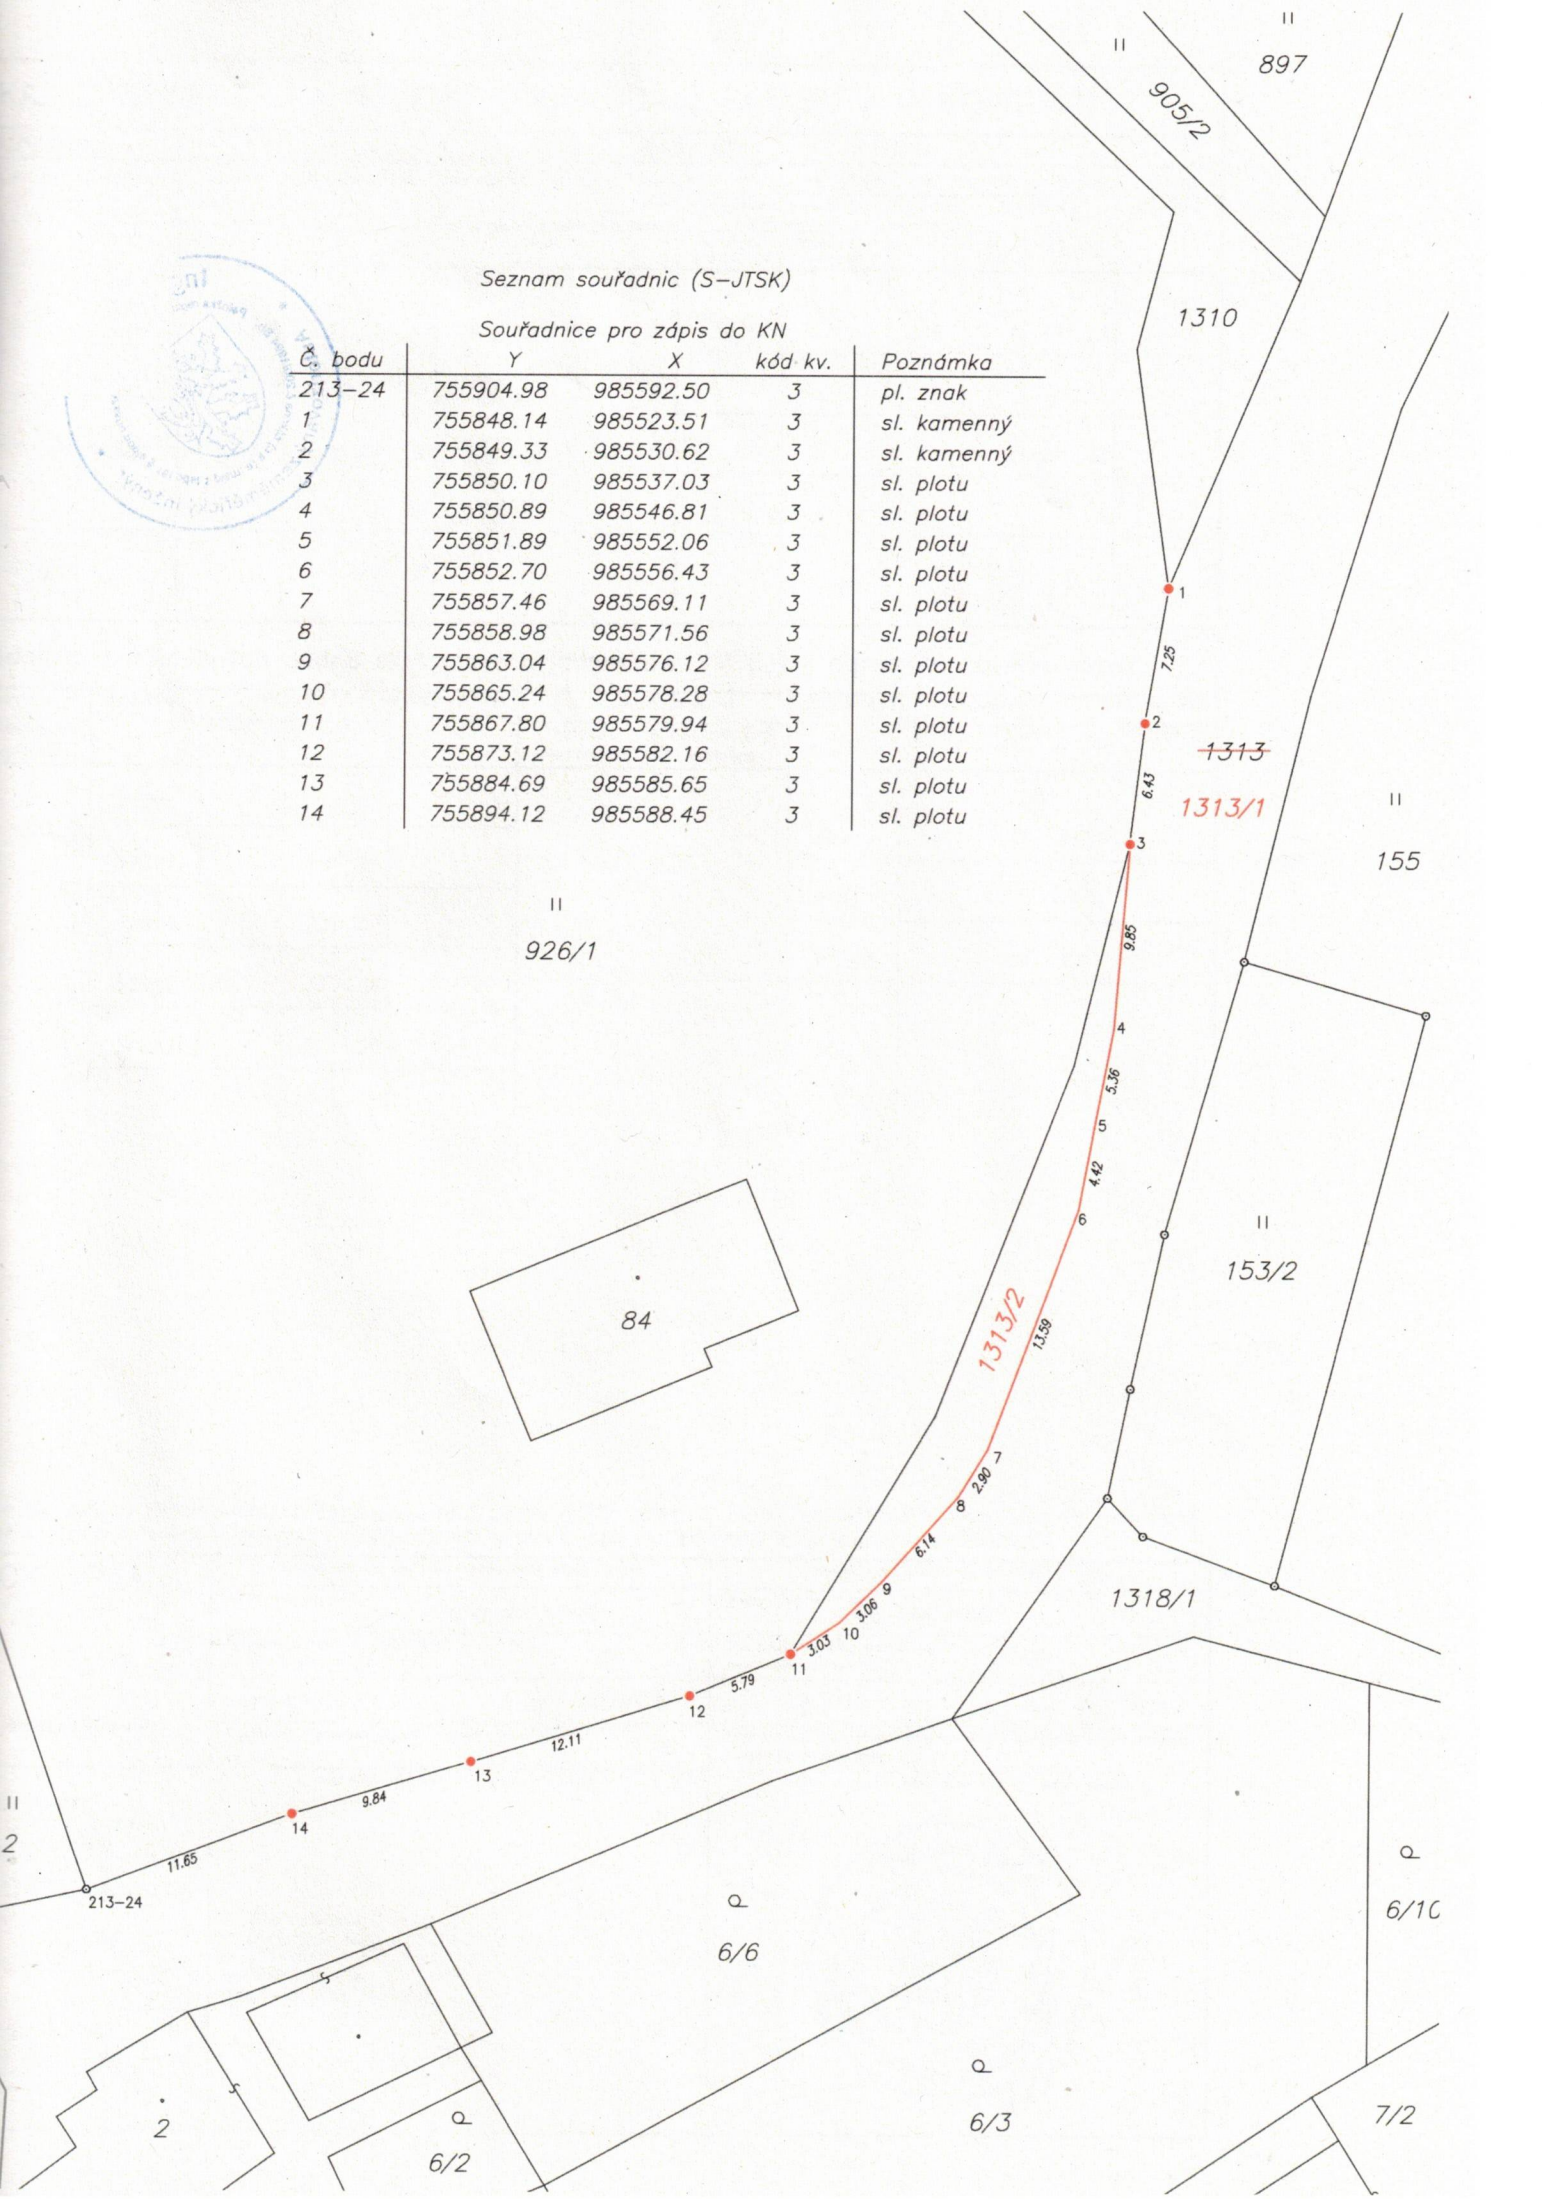 II
II
897
905/2
1310
Seznam souřadnic (S-JTSK)
Souřadnice pro zápis do KN
Č. bodu Y X kód kv. Poznámka
213-24 755904.98 985592.50 3 pl. znak
1 755848.14 985523.51 3 sl. kamenný
2 755849.33 985530.62 3 sl. kamenný
3 755850.10 985537.03 3 sl. plotu
4 755850.89 985546.81 3 sl. plotu
5 755851.89 985552.06 3 sl. plotu
6 755852.70 985556.43 3 sl. plotu
7 755857.46 985569.11 3 sl. plotu
8 755858.98 985571.56 3 sl. plotu
9 755863.04 985576.12 3 sl. plotu
10 755865.24 985578.28 3 sl. plotu
11 755867.80 985579.94 3 sl. plotu
12 755873.12 985582.16 3 sl. plotu
13 755884.69 985585.65 3 sl. plotu
14 755894.12 985588.45 3 sl. plotu
1
7.25
2
1313
6.43
1313/1
II
3
155
II
926/1
9.85
4
5.36
5
4.42
6
II
153/2
84
1313/2
13.59
7
2.90
8
6.14
9
3.06
10
3.03
11
1318/1
5.79
12
12.11
13
9.84
14
11.65
II
2
213-24
6/6
6/10
2
6/2
6/3
7/2